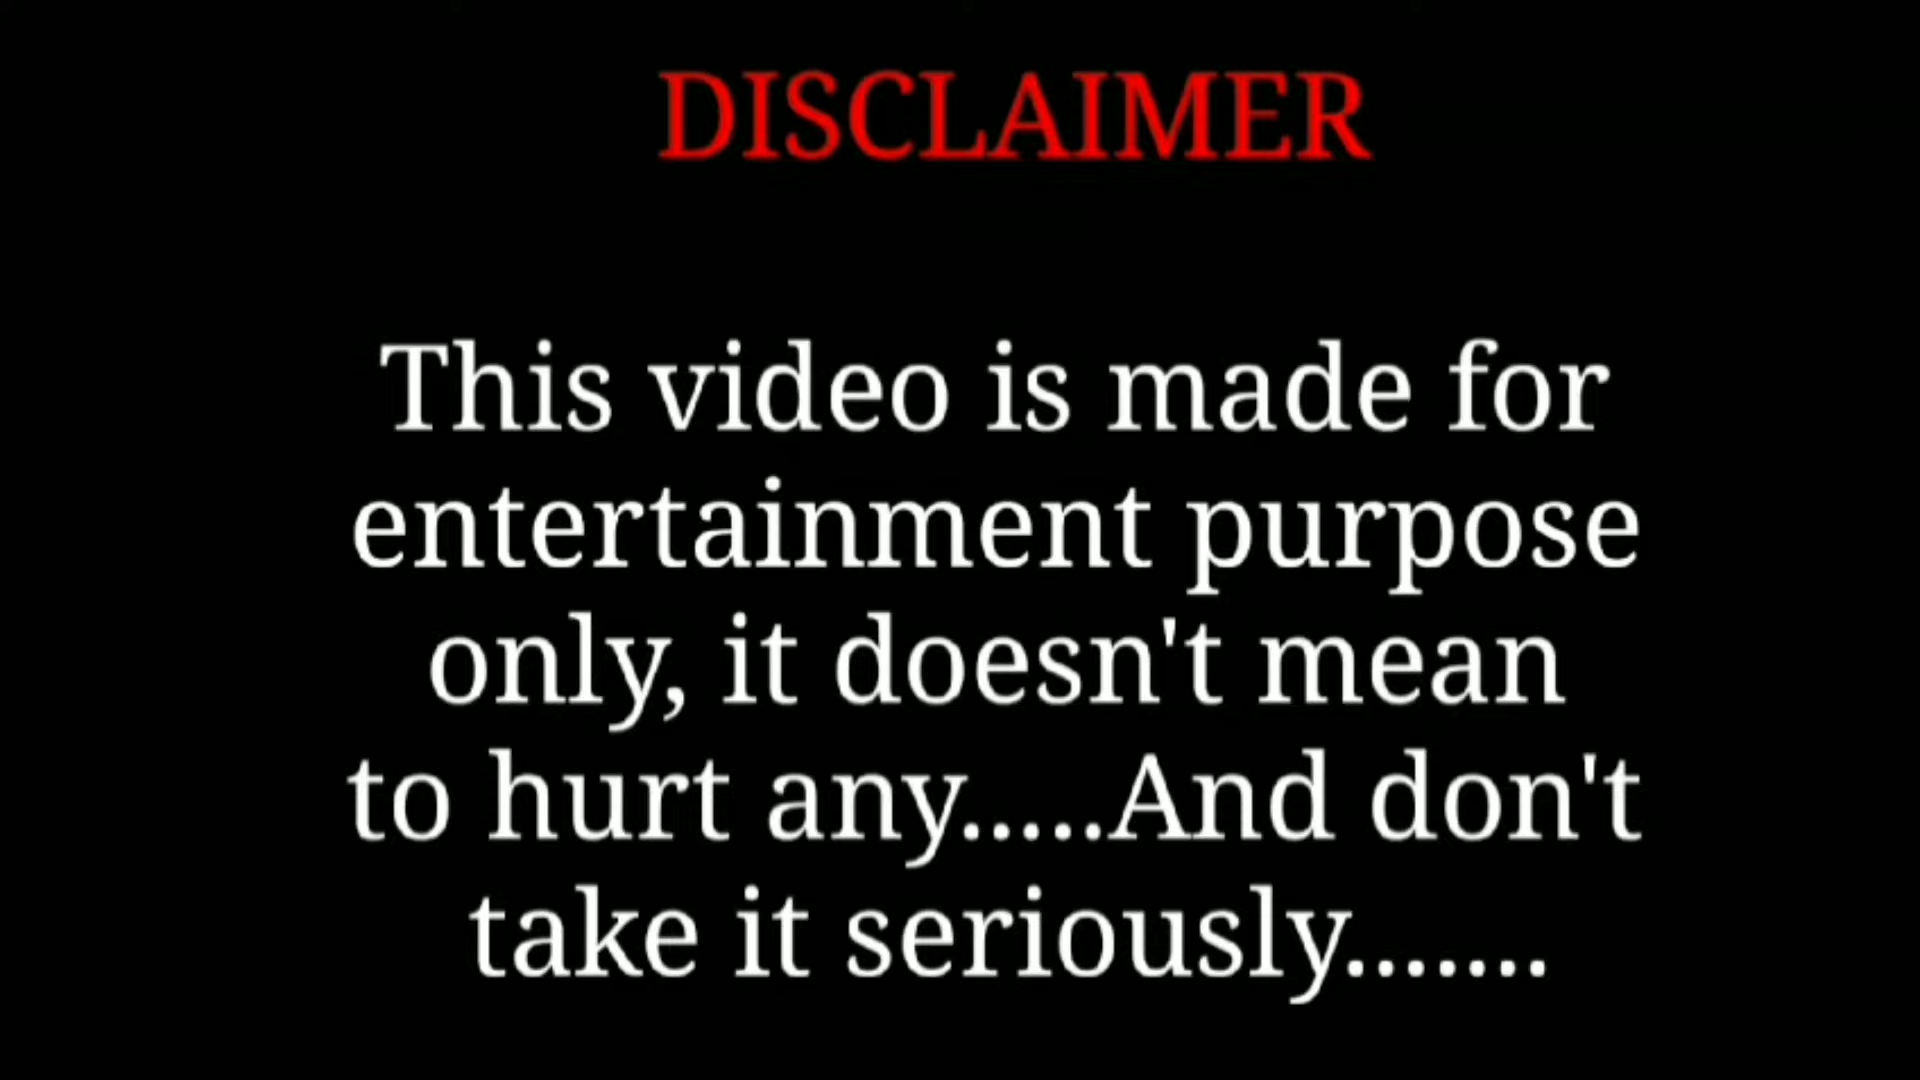 DISCLAIMER
This video is made for
entertainment purpose
only, it doesn't mean
to hurt any.....And don't
take it seriously.......